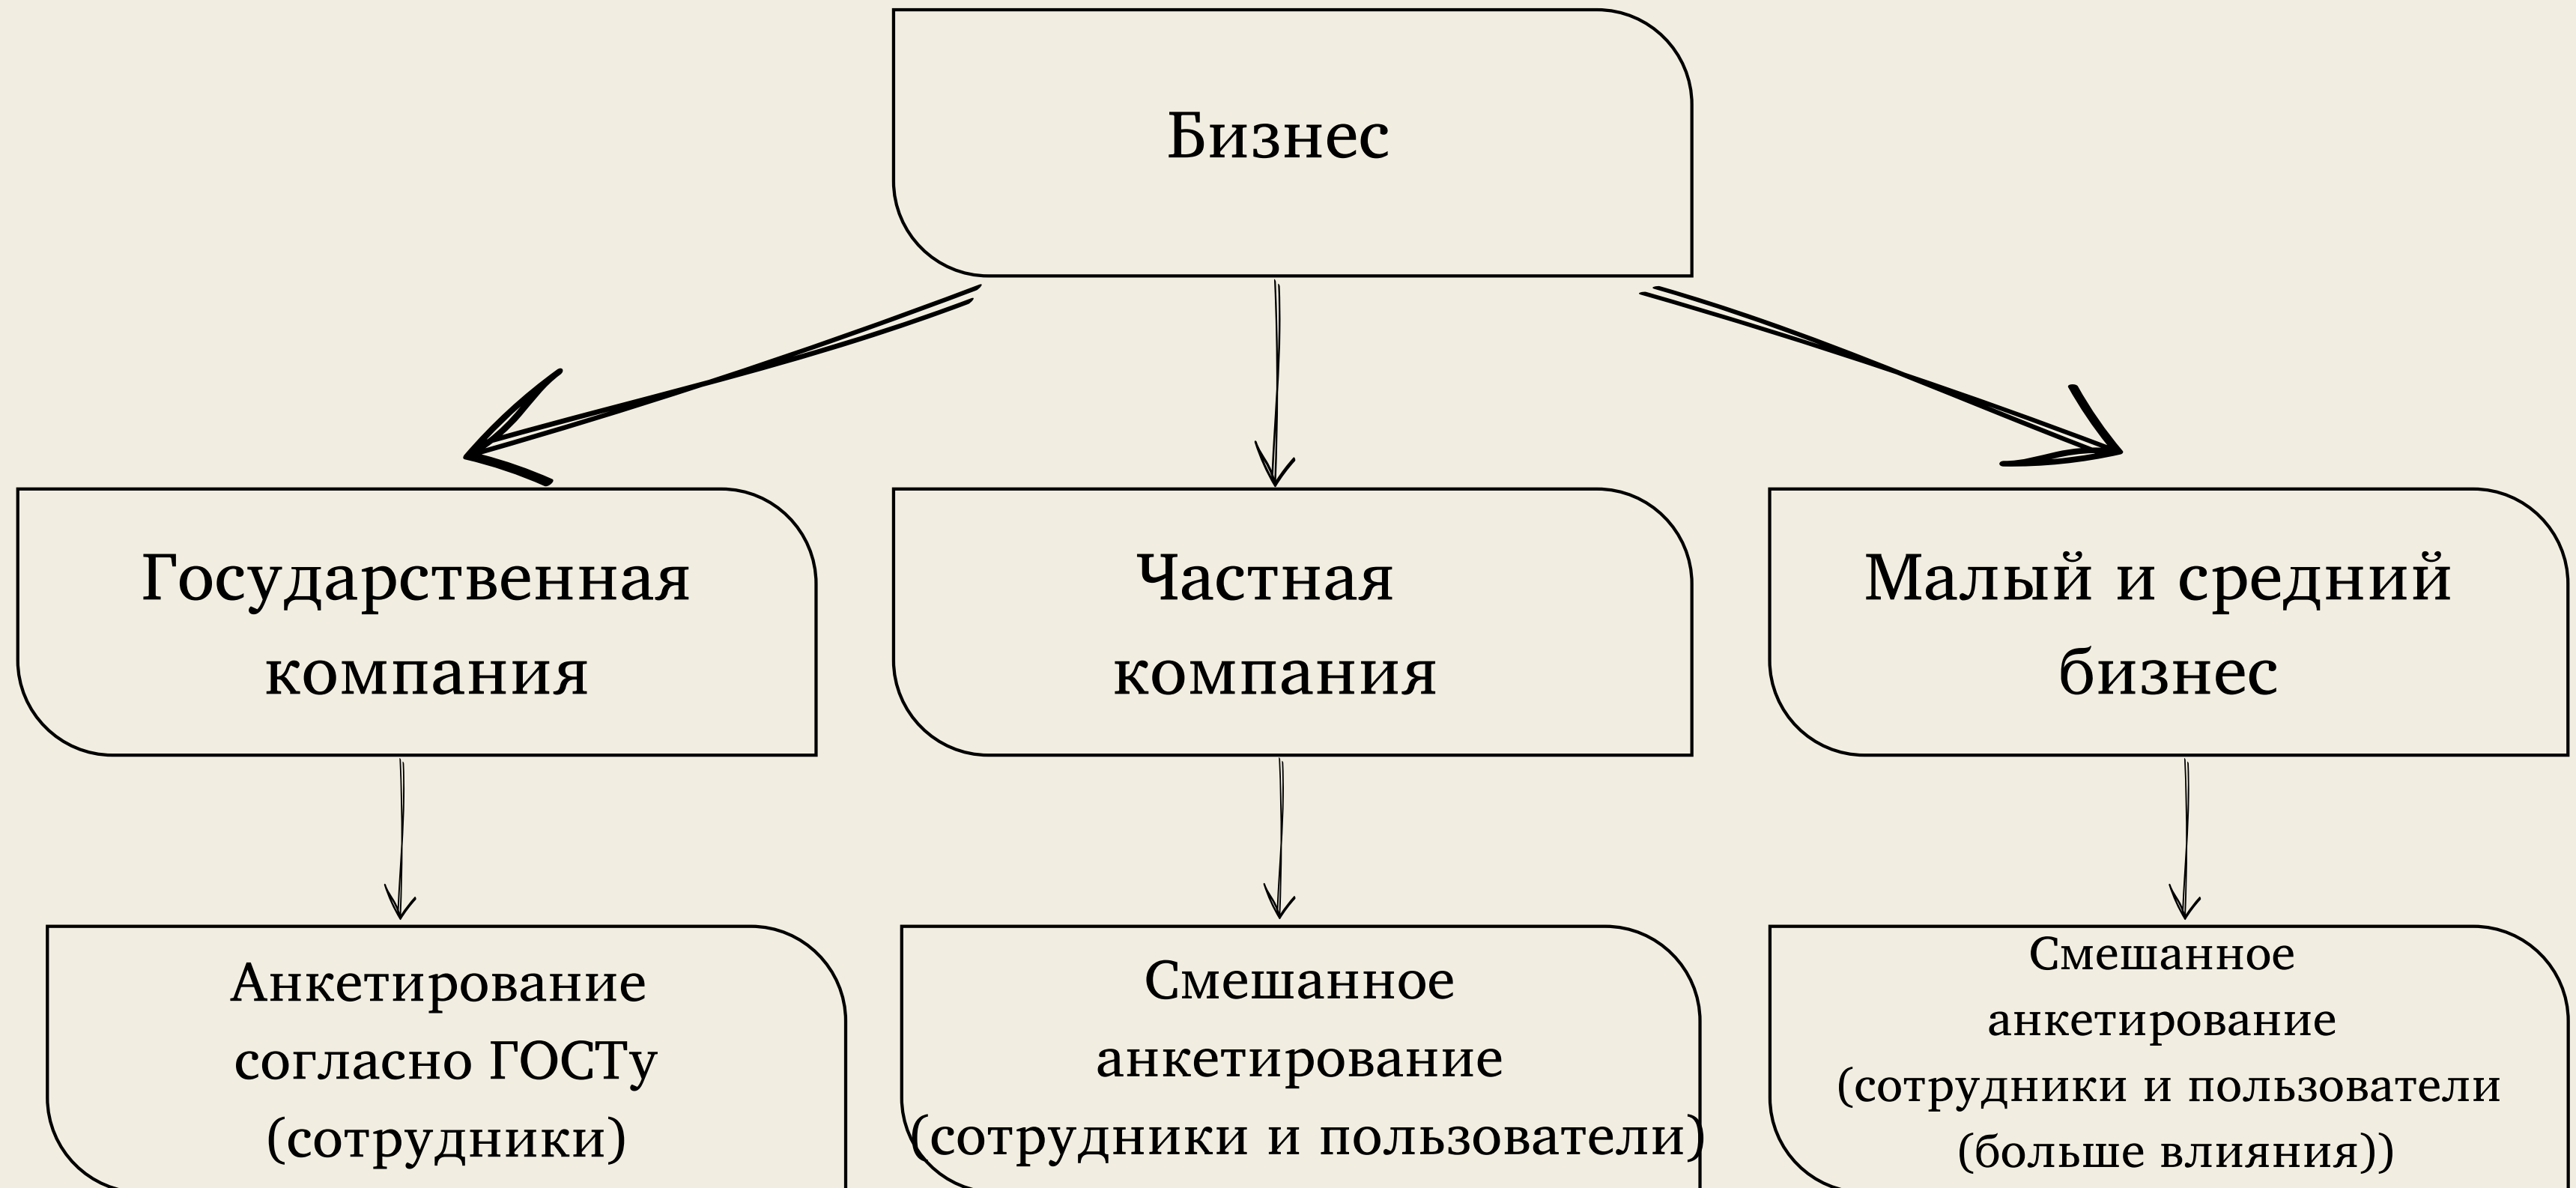 Бизнес
Государственная
компания
Частная
компания
Малый и средний
бизнес
Анкетирование
согласно ГОСТу
(сотрудники)
Смешанное
анкетирование
(сотрудники и пользователи)
Смешанное
анкетирование
(сотрудники и пользователи
(больше влияния))